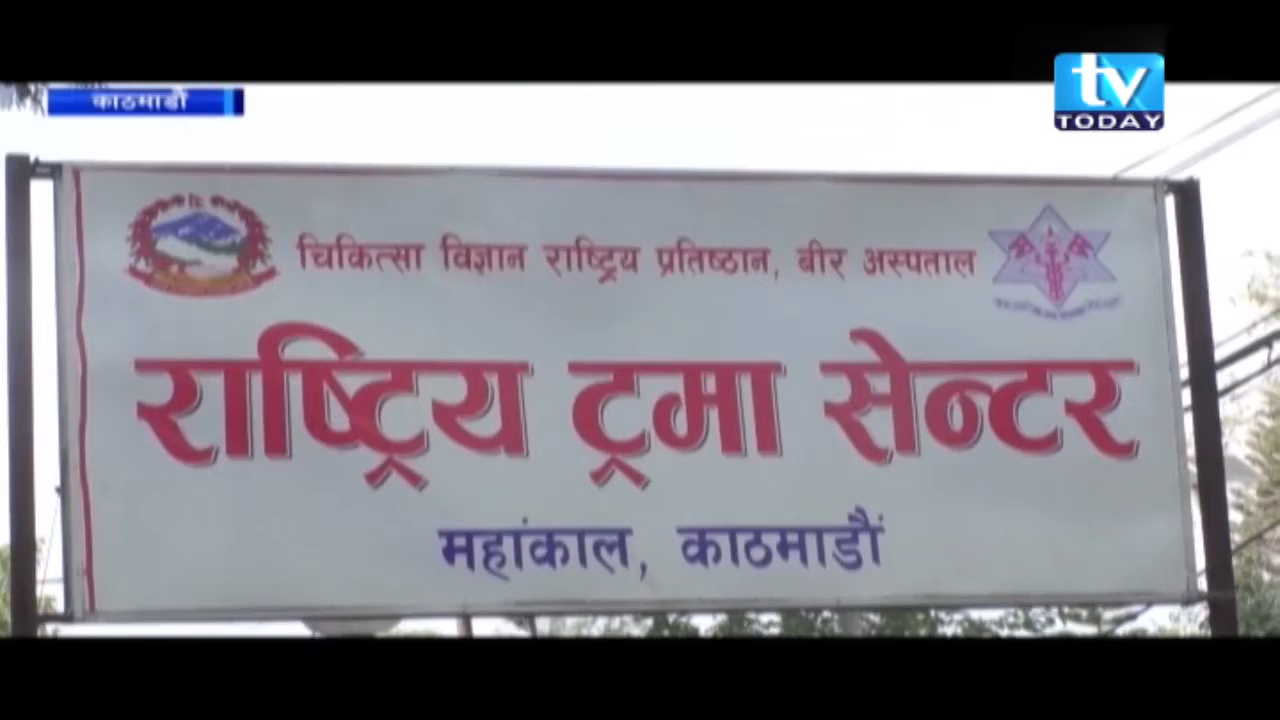 tv
TODAY
काठमाडौं
चिकित्सा विज्ञान राष्ट्रिय प्रतिष्ठान, बीर अस्पताल
राष्ट्रिय ट्रमा सेन्टर
महांकाल, काठमाडौं